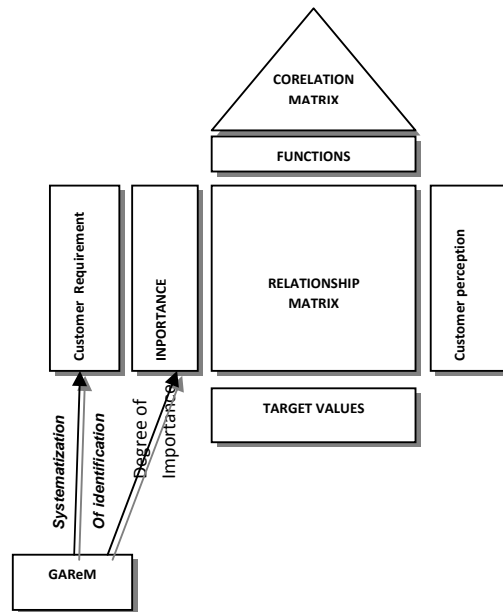 CORELATION
MATRIX
FUNCTIONS
Customer Requirement
INPORTANCE
RELATIONSHIP
MATRIX
Customer perception
TARGET VALUES
Systematization
Of identification
Degree of
Importance
GAReM